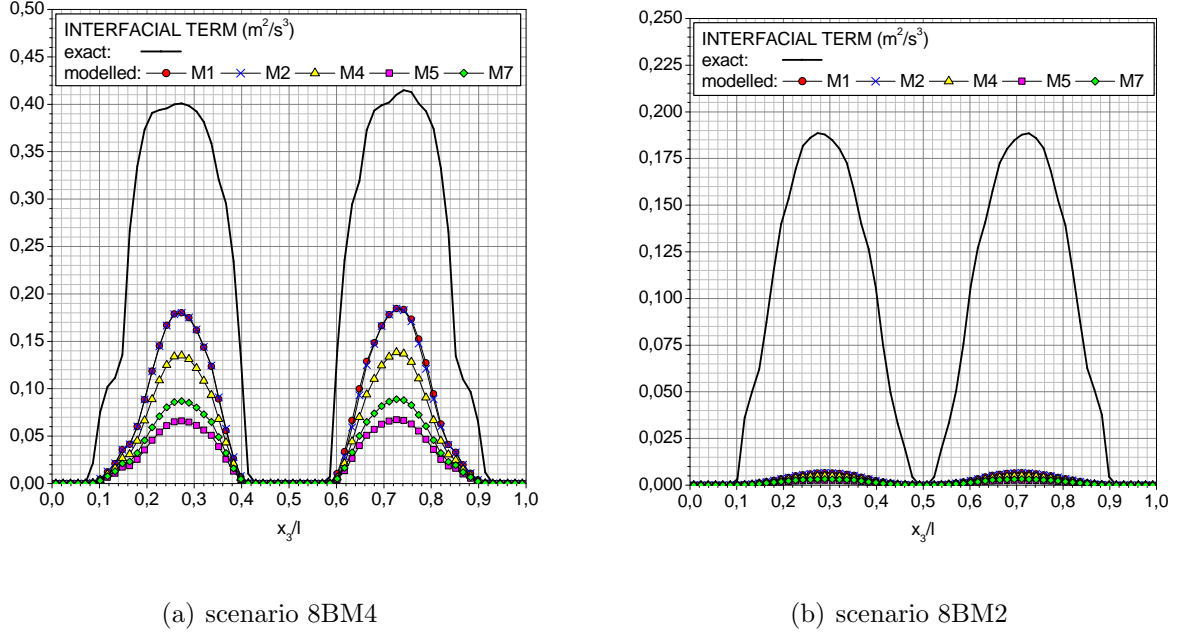 INTERFACIAL TERM (m²/s³)
exact:
modelled: M1 M2 M4 M5 M7
0,50
0,45
0,40
0,35
0,30
0,25
0,20
0,15
0,10
0,05
0,00
0,0 0,1 0,2 0,3 0,4 0,5 0,6 0,7 0,8 0,9 1,0
x₃/l
(a) scenario 8BM4
INTERFACIAL TERM (m²/s³)
exact:
modelled: M1 M2 M4 M5 M7
0,250
0,225
0,200
0,175
0,150
0,125
0,100
0,075
0,050
0,025
0,000
0,0 0,1 0,2 0,3 0,4 0,5 0,6 0,7 0,8 0,9 1,0
x₃/l
(b) scenario 8BM2